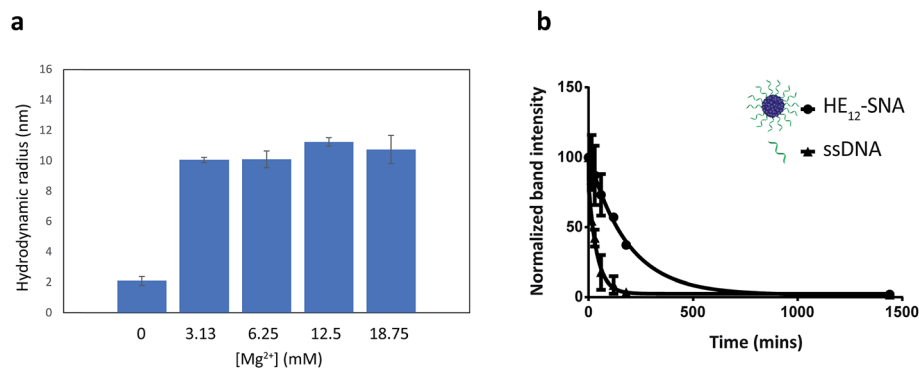 a
Hydrodynamic radius (nm)
16
14
12
10
8
6
4
2
0
0 3.13 6.25 12.5 18.75
[Mg²⁺] (mM)
b
Normalized band intensity
150
100
50
0
0 500 1000 1500
Time (mins)
HE₁₂-SNA
ssDNA